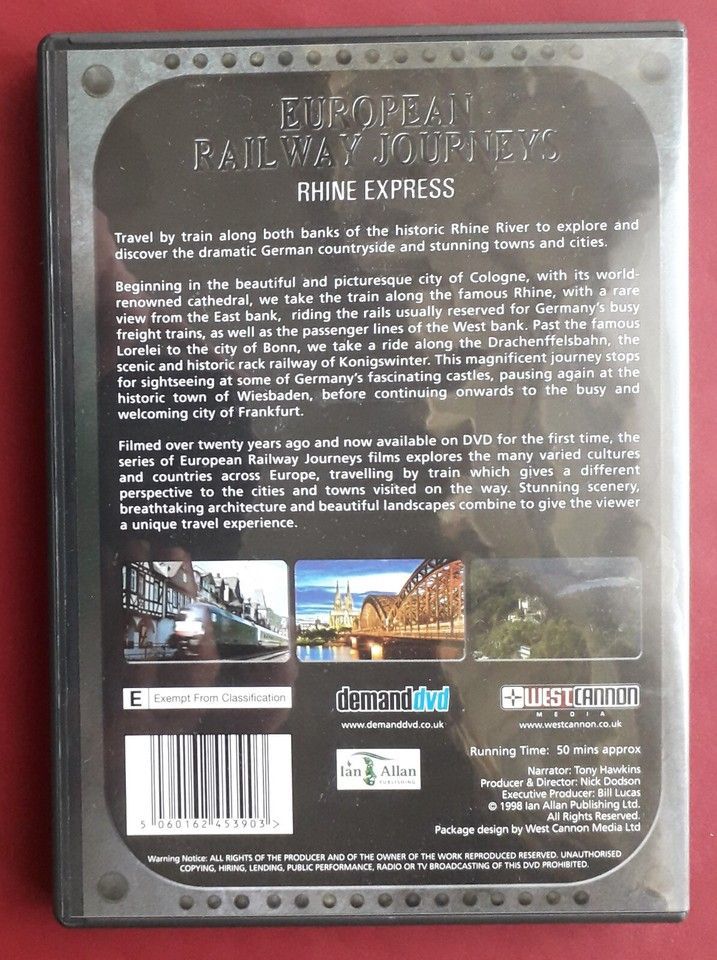 EUROPEAN
RAILWAY JOURNEYS
RHINE EXPRESS
Travel by train along both banks of the historic Rhine River to explore and
discover the dramatic German countryside and stunning towns and cities.
Beginning in the beautiful and picturesque city of Cologne, with its world-
renowned cathedral, we take the train along the famous Rhine, with a rare
view from the East bank, riding the rails usually reserved for Germany's busy
freight trains, as well as the passenger lines of the West bank. Past the famous
Lorelei to the city of Bonn, we take a ride along the Drachenffelsbahn, the
scenic and historic rack railway of Konigswinter. This magnificent journey stops
for sightseeing at some of Germany's fascinating castles, pausing again at the
historic town of Wiesbaden, before continuing onwards to the busy and
welcoming city of Frankfurt.
Filmed over twenty years ago and now available on DVD for the first time, the
series of European Railway Journeys films explores the many varied cultures
and countries across Europe, travelling by train which gives a different
perspective to the cities and towns visited on the way. Stunning scenery,
breathtaking architecture and beautiful landscapes combine to give the viewer
a unique travel experience.
E Exempt From Classification
demanddvd
www.demanddvd.co.uk
WESTCANNON
MEDIA
www.westcannon.co.uk
Ian Allan
PUBLISHING
Running Time: 50 mins approx
Narrator: Tony Hawkins
Producer & Director: Nick Dodson
Executive Producer: Bill Lucas
© 1998 Ian Allan Publishing Ltd.
All Rights Reserved.
Package design by West Cannon Media Ltd
5 060162 453903 >
Warning Notice: ALL RIGHTS OF THE PRODUCER AND OF THE OWNER OF THE WORK REPRODUCED RESERVED. UNAUTHORISED
COPYING, HIRING, LENDING, PUBLIC PERFORMANCE, RADIO OR TV BROADCASTING OF THIS DVD PROHIBITED.